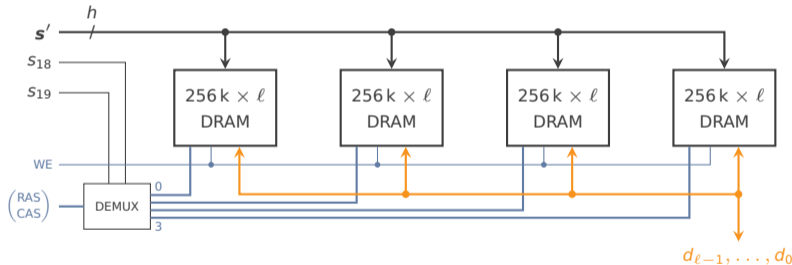 h
s′
s18
s19
256 k × ℓ DRAM
256 k × ℓ DRAM
256 k × ℓ DRAM
256 k × ℓ DRAM
WE
0
RAS
CAS
DEMUX
3
dℓ−1, . . . , d0